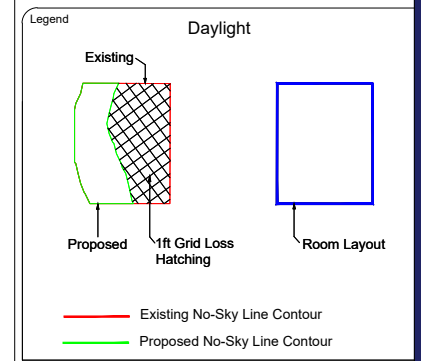 Legend
Daylight
Existing
Proposed
1ft Grid Loss
Hatching
Room Layout
Existing No-Sky Line Contour
Proposed No-Sky Line Contour